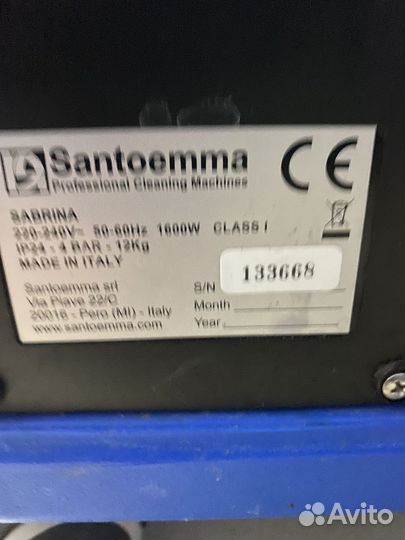 Santoemma
Professional Cleaning Machines
CE
SABRINA
220-240V~ 50-60Hz 1600W CLASS I
IP24 - 4 BAR - 12Kg
MADE IN ITALY
Santoemma srl
Via Piave 22/C
20016 - Pero (MI) - Italy
www.santoemma.com
S/N 133668
Month
Year
Avito